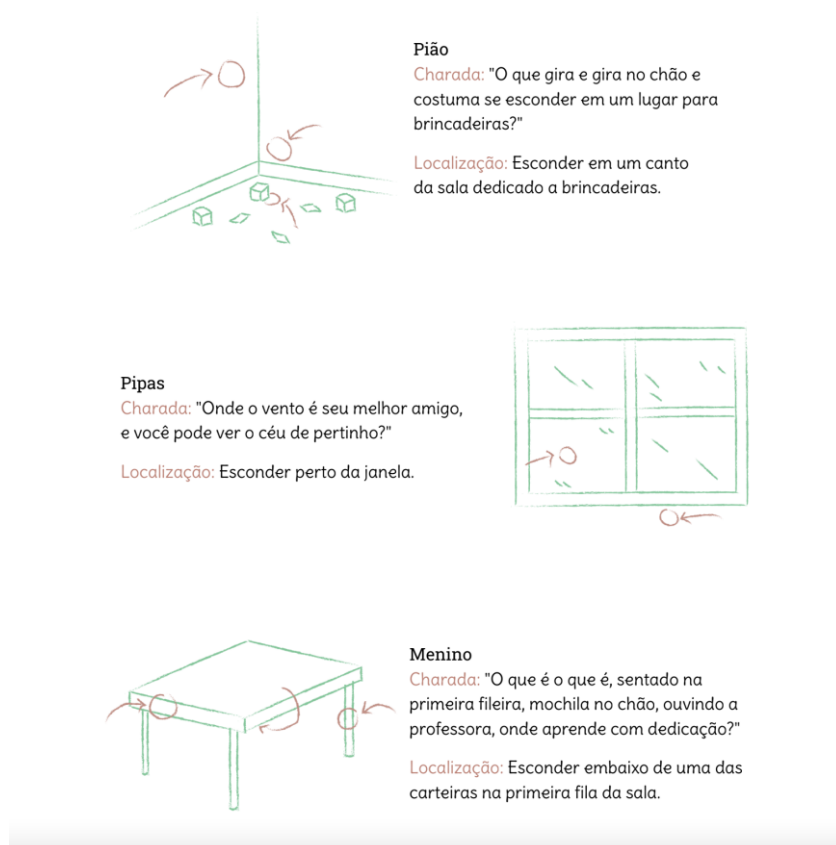 Pião
Charada: "O que gira e gira no chão e
costuma se esconder em um lugar para
brincadeiras?"
Localização: Esconder em um canto
da sala dedicado a brincadeiras.
Pipas
Charada: "Onde o vento é seu melhor amigo,
e você pode ver o céu de pertinho?"
Localização: Esconder perto da janela.
Menino
Charada: "O que é o que é, sentado na
primeira fileira, mochila no chão, ouvindo a
professora, onde aprende com dedicação?"
Localização: Esconder embaixo de uma das
carteiras na primeira fila da sala.